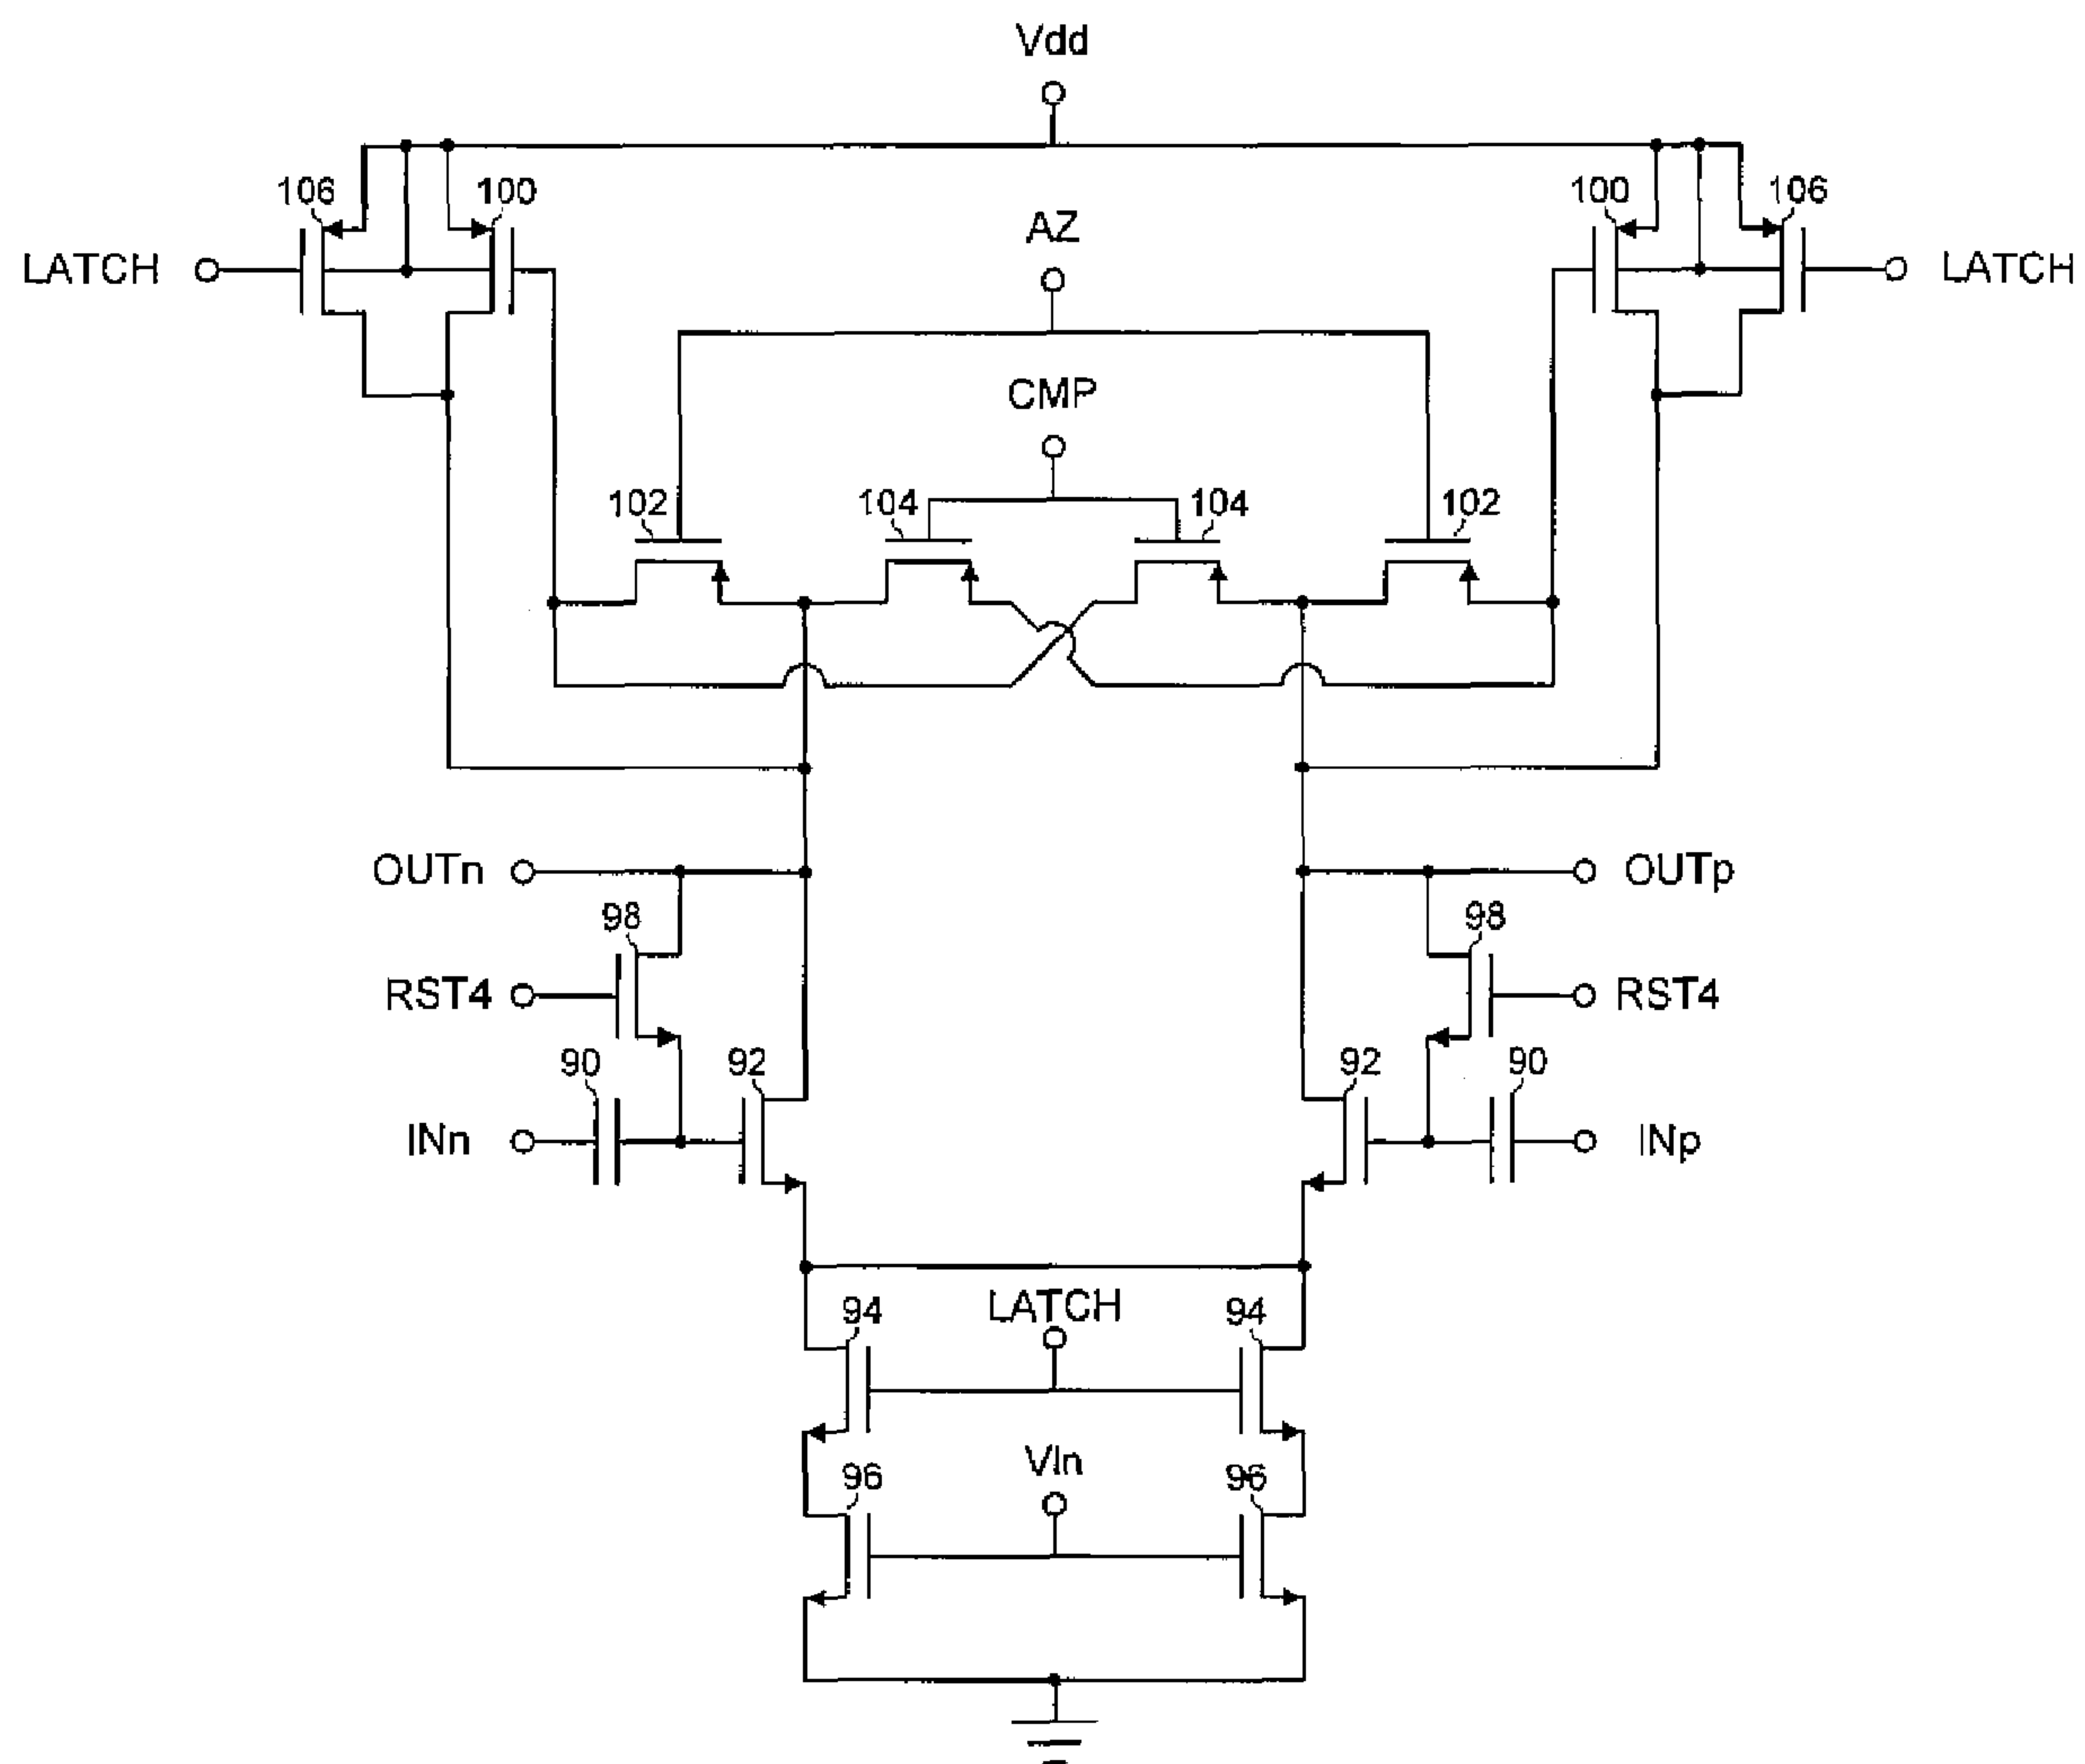 Vdd
106
100
100
106
LATCH
AZ
LATCH
CMP
102
104
104
102
OUTn
OUTp
98
98
RST4
RST4
90
92
92
90
INn
INp
LATCH
94
94
Vln
96
96